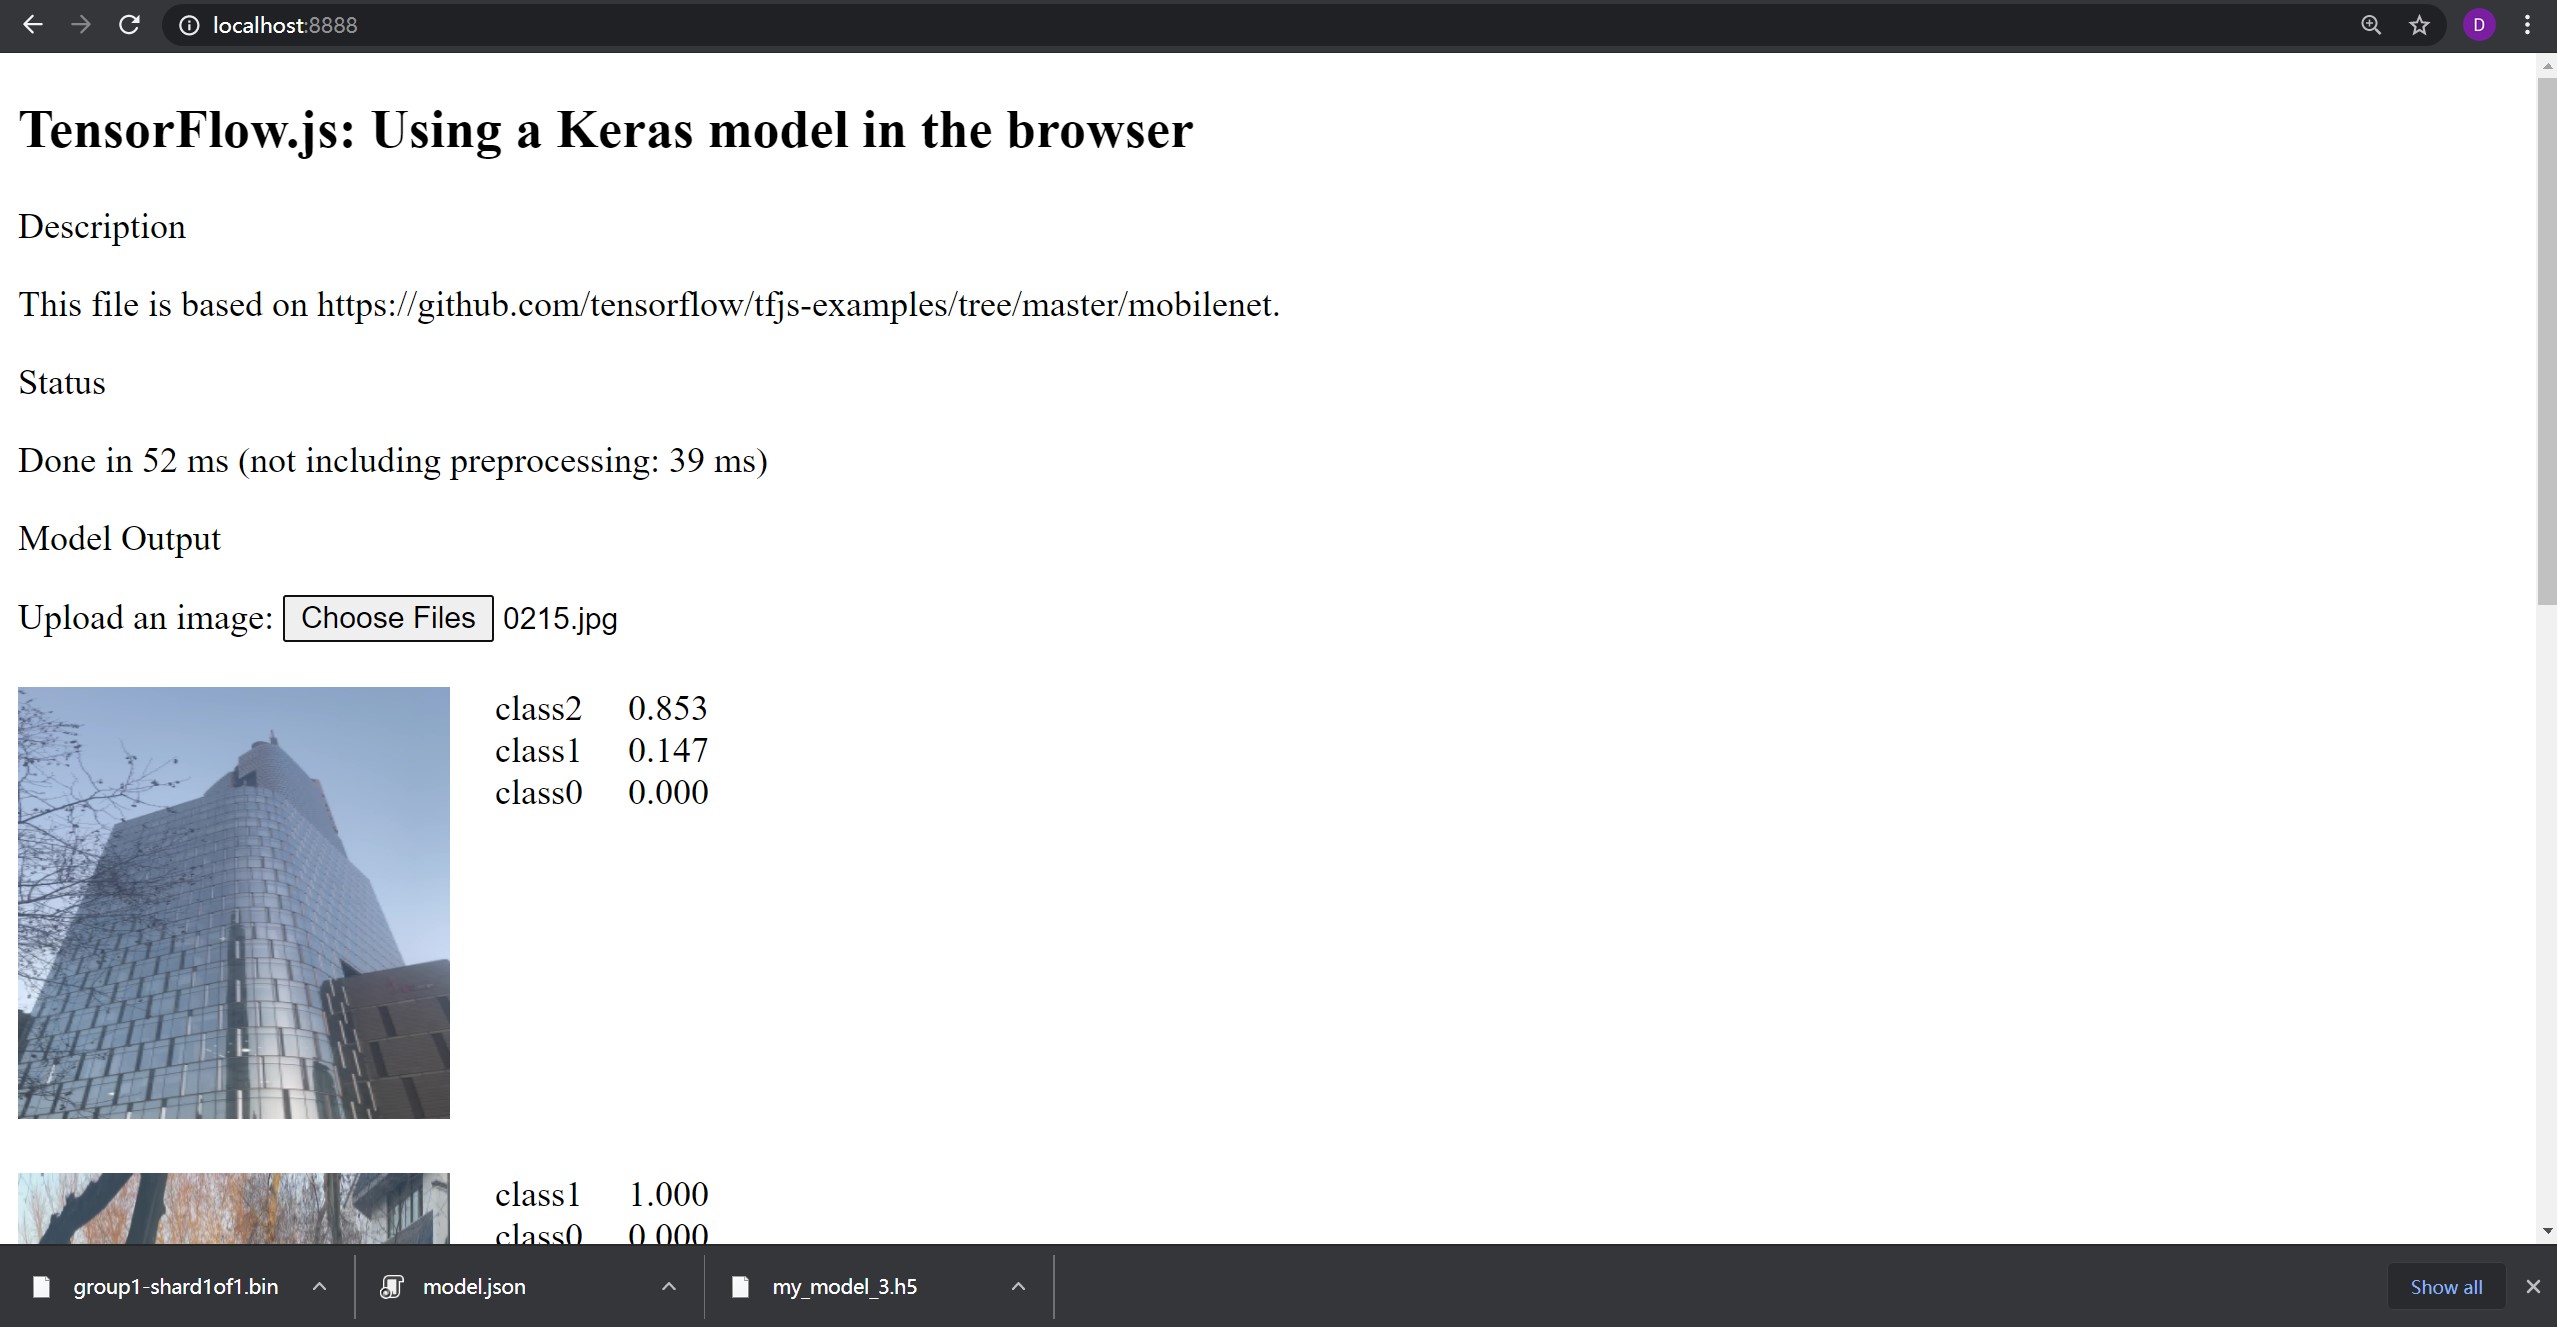 localhost:8888
D
TensorFlow.js: Using a Keras model in the browser
Description
This file is based on https://github.com/tensorflow/tfjs-examples/tree/master/mobilenet.
Status
Done in 52 ms (not including preprocessing: 39 ms)
Model Output
Upload an image: Choose Files 0215.jpg
class2 0.853
class1 0.147
class0 0.000
class1 1.000
class0 0.000
group1-shard1of1.bin model.json my_model_3.h5 Show all